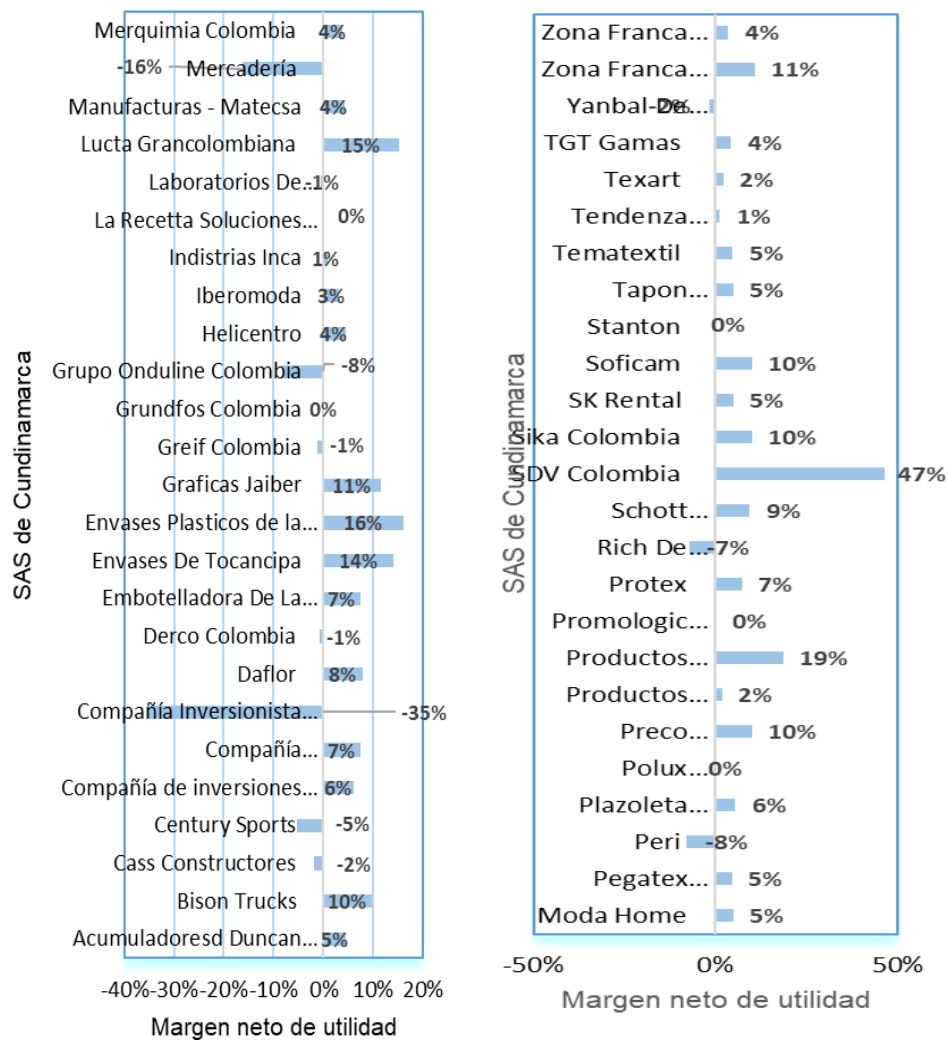 SAS de Cundinamarca
Merquimia Colombia 4%
Mercadería -16%
Manufacturas - Matecsa 4%
Lucta Grancolombiana 15%
Laboratorios De... -1%
La Recetta Soluciones... 0%
Indistrias Inca 1%
Iberomoda 3%
Helicentro 4%
Grupo Onduline Colombia -8%
Grundfos Colombia 0%
Greif Colombia -1%
Graficas Jaiber 11%
Envases Plasticos de la... 16%
Envases De Tocancipa 14%
Embotelladora De La... 7%
Derco Colombia -1%
Daflor 8%
Compañía Inversionista... -35%
Compañía... 7%
Compañía de inversiones... 6%
Century Sports -5%
Cass Constructores -2%
Bison Trucks 10%
Acumuladoresd Duncan... 5%
-40% -30% -20% -10% 0% 10% 20%
Margen neto de utilidad
SAS de Cundinamarca
Zona Franca... 4%
Zona Franca... 11%
Yanbal De... -2%
TGT Gamas 4%
Texart 2%
Tendenza... 1%
Tematextil 5%
Tapon... 5%
Stanton 0%
Soficam 10%
SK Rental 5%
Sika Colombia 10%
SDV Colombia 47%
Schott... 9%
Rich De... -7%
Protex 7%
Promologic... 0%
Productos... 19%
Productos... 2%
Preco... 10%
Polux... 0%
Plazoleta... 6%
Peri -8%
Pegatex... 5%
Moda Home 5%
-50% 0% 50%
Margen neto de utilidad